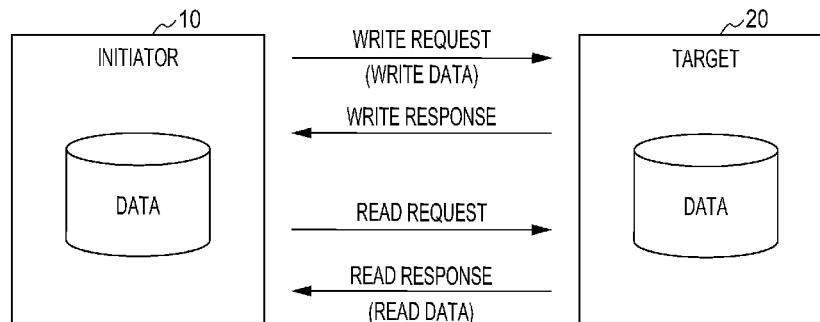 10
INITIATOR
DATA
WRITE REQUEST
(WRITE DATA)
WRITE RESPONSE
READ REQUEST
READ RESPONSE
(READ DATA)
20
TARGET
DATA